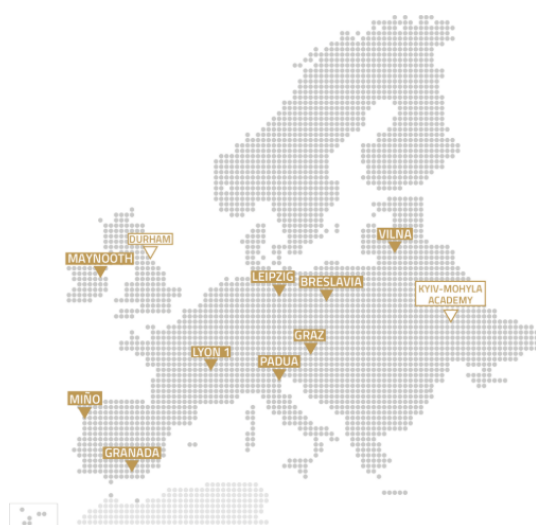 VILNA
DURHAM
MAYNOOTH
LEIPZIG
BRESLAVIA
KYIV-MOHYLA
ACADEMY
GRAZ
LYON 1
PADUA
MIÑO
GRANADA